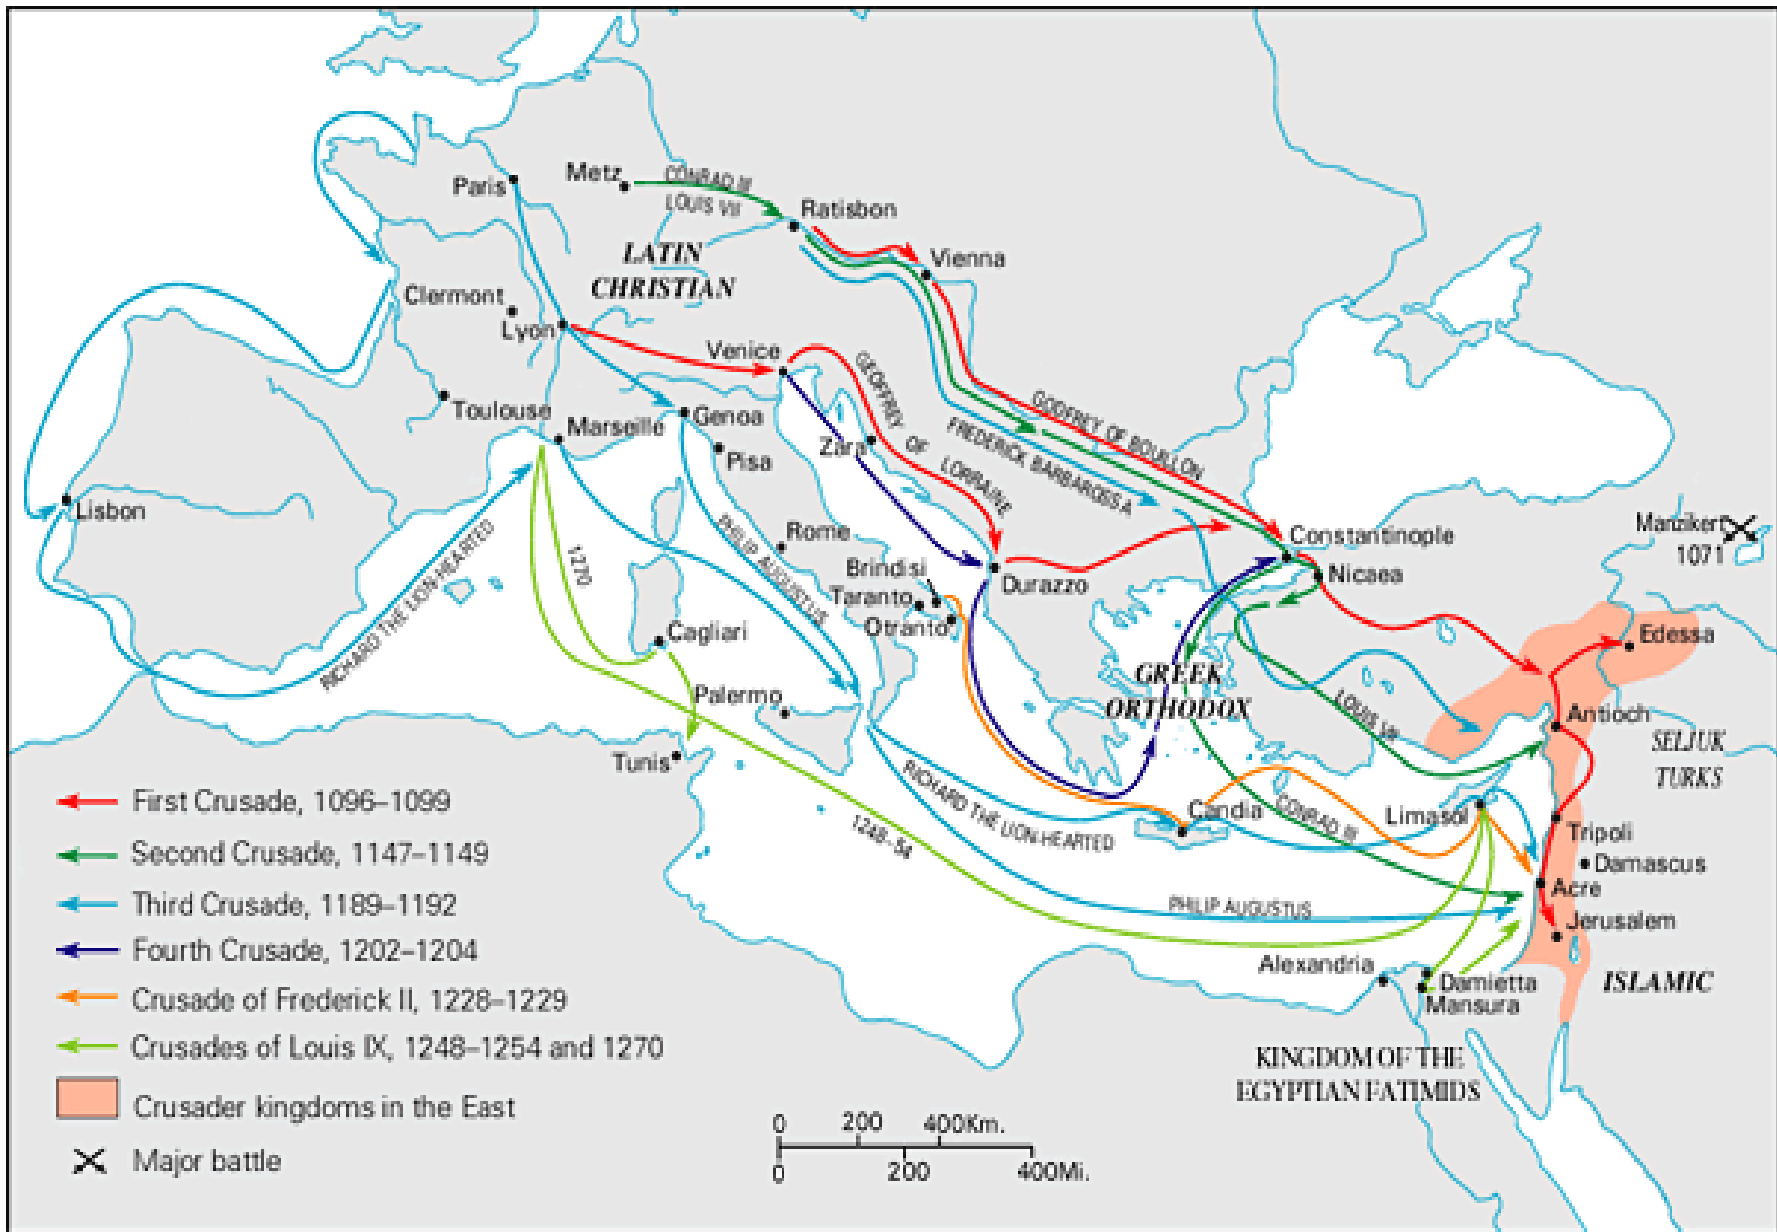 Metz
CONRAD III
LOUIS VII
Paris
Ratisbon
LATIN
CHRISTIAN
Vienna
Clermont
Lyon
Venice
GEOFFREY OF LORRAINE
GODFREY OF BOUILLON
FREDERICK BARBAROSSA
Toulouse
Marseille
Genoa
Zara
Pisa
Lisbon
RICHARD THE LION-HEARTED
1270
PHILIP AUGUSTUS
Rome
Brindisi
Taranto
Otranto
Durazzo
Constantinople
Nicaea
Manzikert
1071
Edessa
Cagliari
Palermo
GREEK
ORTHODOX
LOUIS VII
Antioch
SELJUK
TURKS
Tunis
RICHARD THE LION-HEARTED
Candia
CONRAD III
Limasol
Tripoli
Damascus
1248–54
Acre
PHILIP AUGUSTUS
Jerusalem
Alexandria
Damietta
Mansura
ISLAMIC
KINGDOM OF THE
EGYPTIAN FATIMIDS
First Crusade, 1096–1099
Second Crusade, 1147–1149
Third Crusade, 1189–1192
Fourth Crusade, 1202–1204
Crusade of Frederick II, 1228–1229
Crusades of Louis IX, 1248–1254 and 1270
Crusader kingdoms in the East
Major battle
0 200 400Km.
0 200 400Mi.